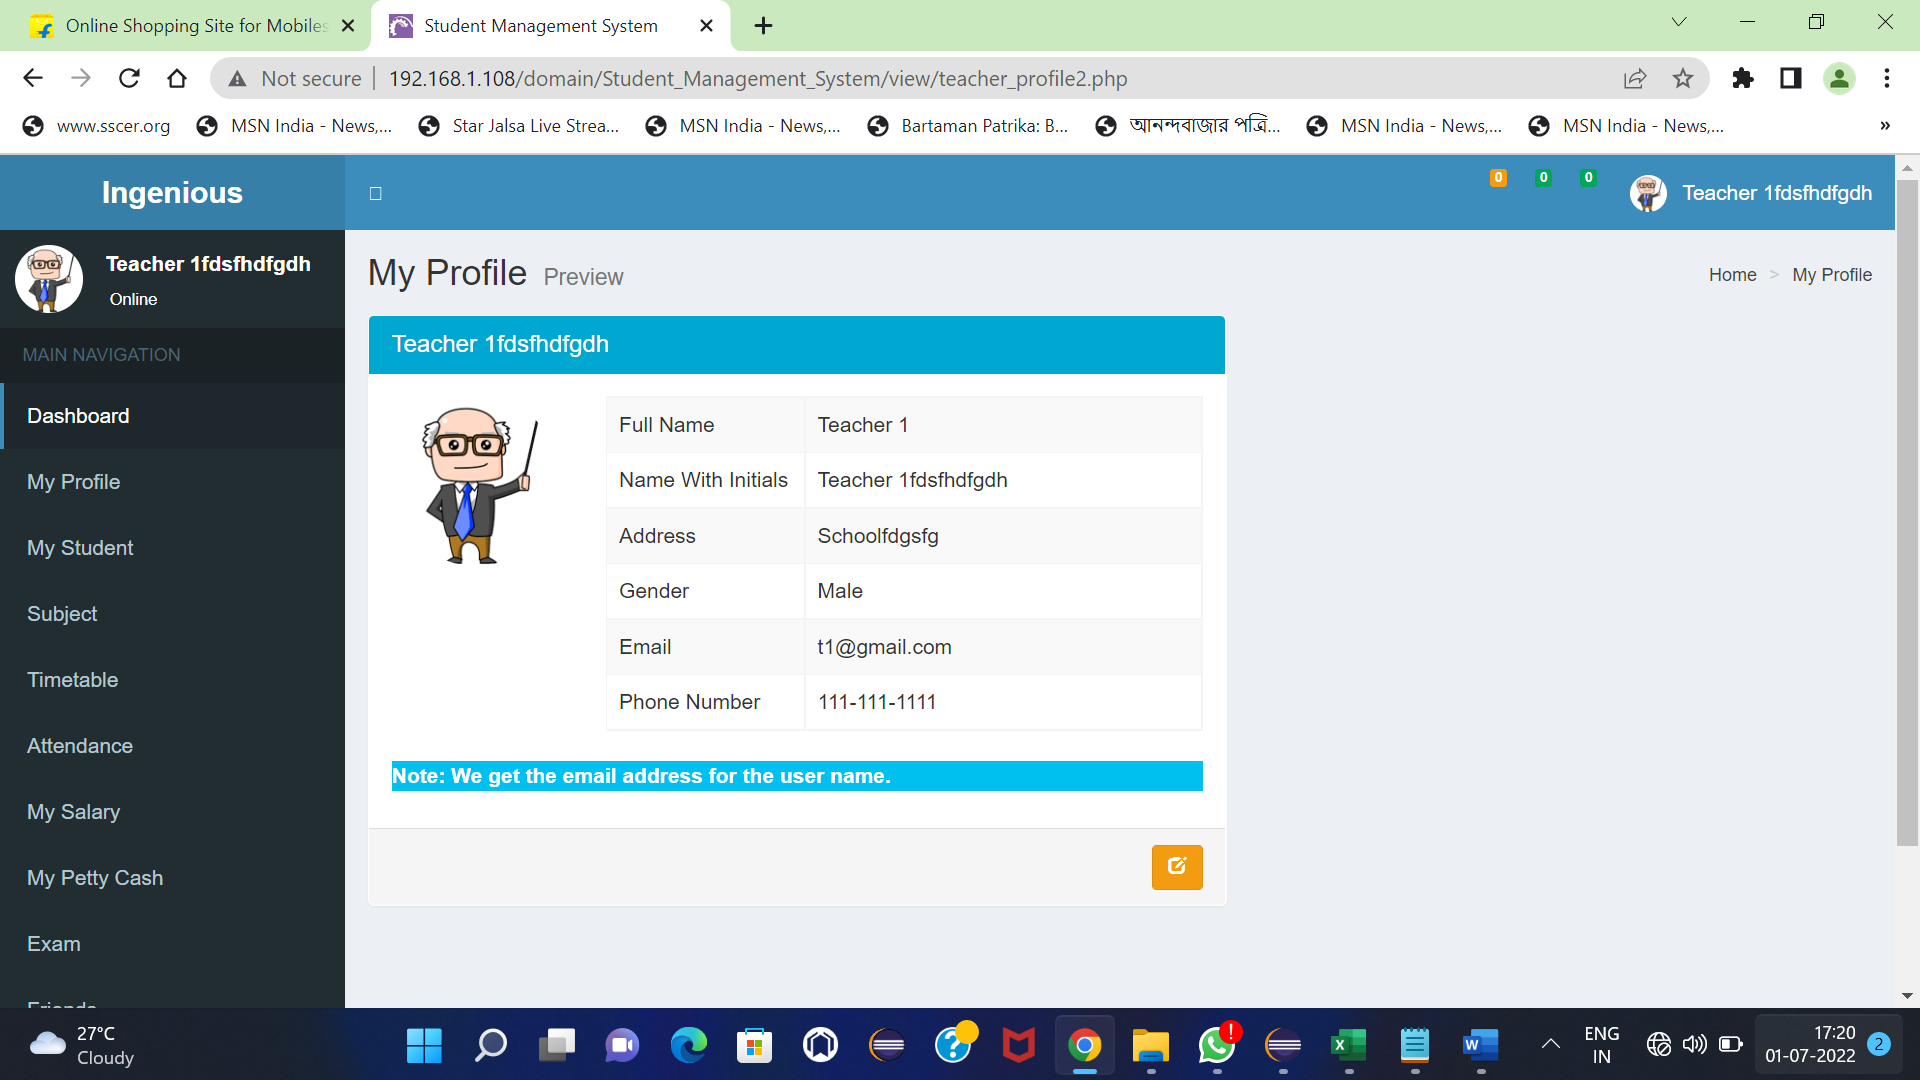 Online Shopping Site for Mobiles
Student Management System
Not secure
192.168.1.108/domain/Student_Management_System/view/teacher_profile2.php
www.sscer.org
MSN India - News,...
Star Jalsa Live Strea...
MSN India - News,...
Bartaman Patrika: B...
আনন্দবাজার পত্রি...
MSN India - News,...
MSN India - News,...
»
Ingenious
0
0
0
Teacher 1fdsfhdfgdh
Teacher 1fdsfhdfgdh
Online
MAIN NAVIGATION
Dashboard
My Profile
My Student
Subject
Timetable
Attendance
My Salary
My Petty Cash
Exam
Friends
My Profile Preview
Home > My Profile
Teacher 1fdsfhdfgdh
Full Name Teacher 1
Name With Initials Teacher 1fdsfhdfgdh
Address Schoolfdgsfg
Gender Male
Email t1@gmail.com
Phone Number 111-111-1111
Note: We get the email address for the user name.
27°C
Cloudy
ENG
IN
17:20
01-07-2022
2